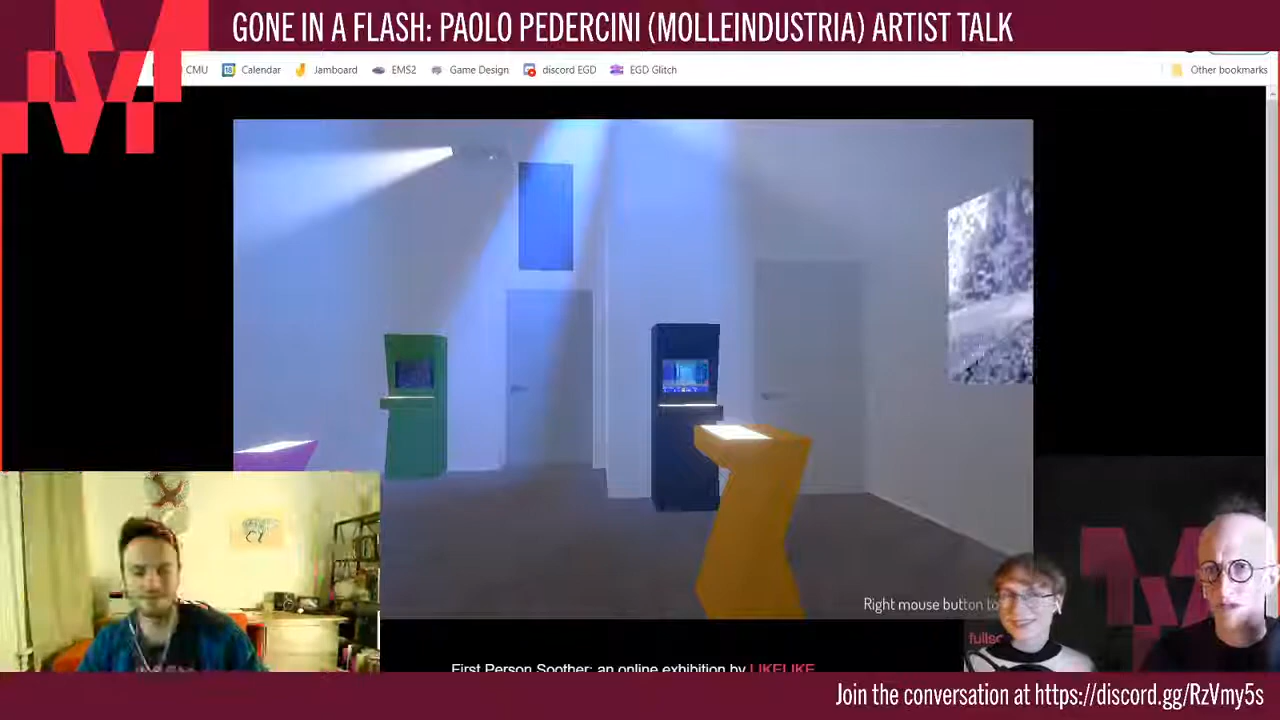 GONE IN A FLASH: PAOLO PEDERCINI (MOLLEINDUSTRIA) ARTIST TALK
CMU Calendar Jamboard EMS2 Game Design discord EGD EGD Glitch Other bookmarks
Right mouse button to
First Person Soother: an online exhibition by LIKELIKE
Join the conversation at https://discord.gg/RzVmy5s